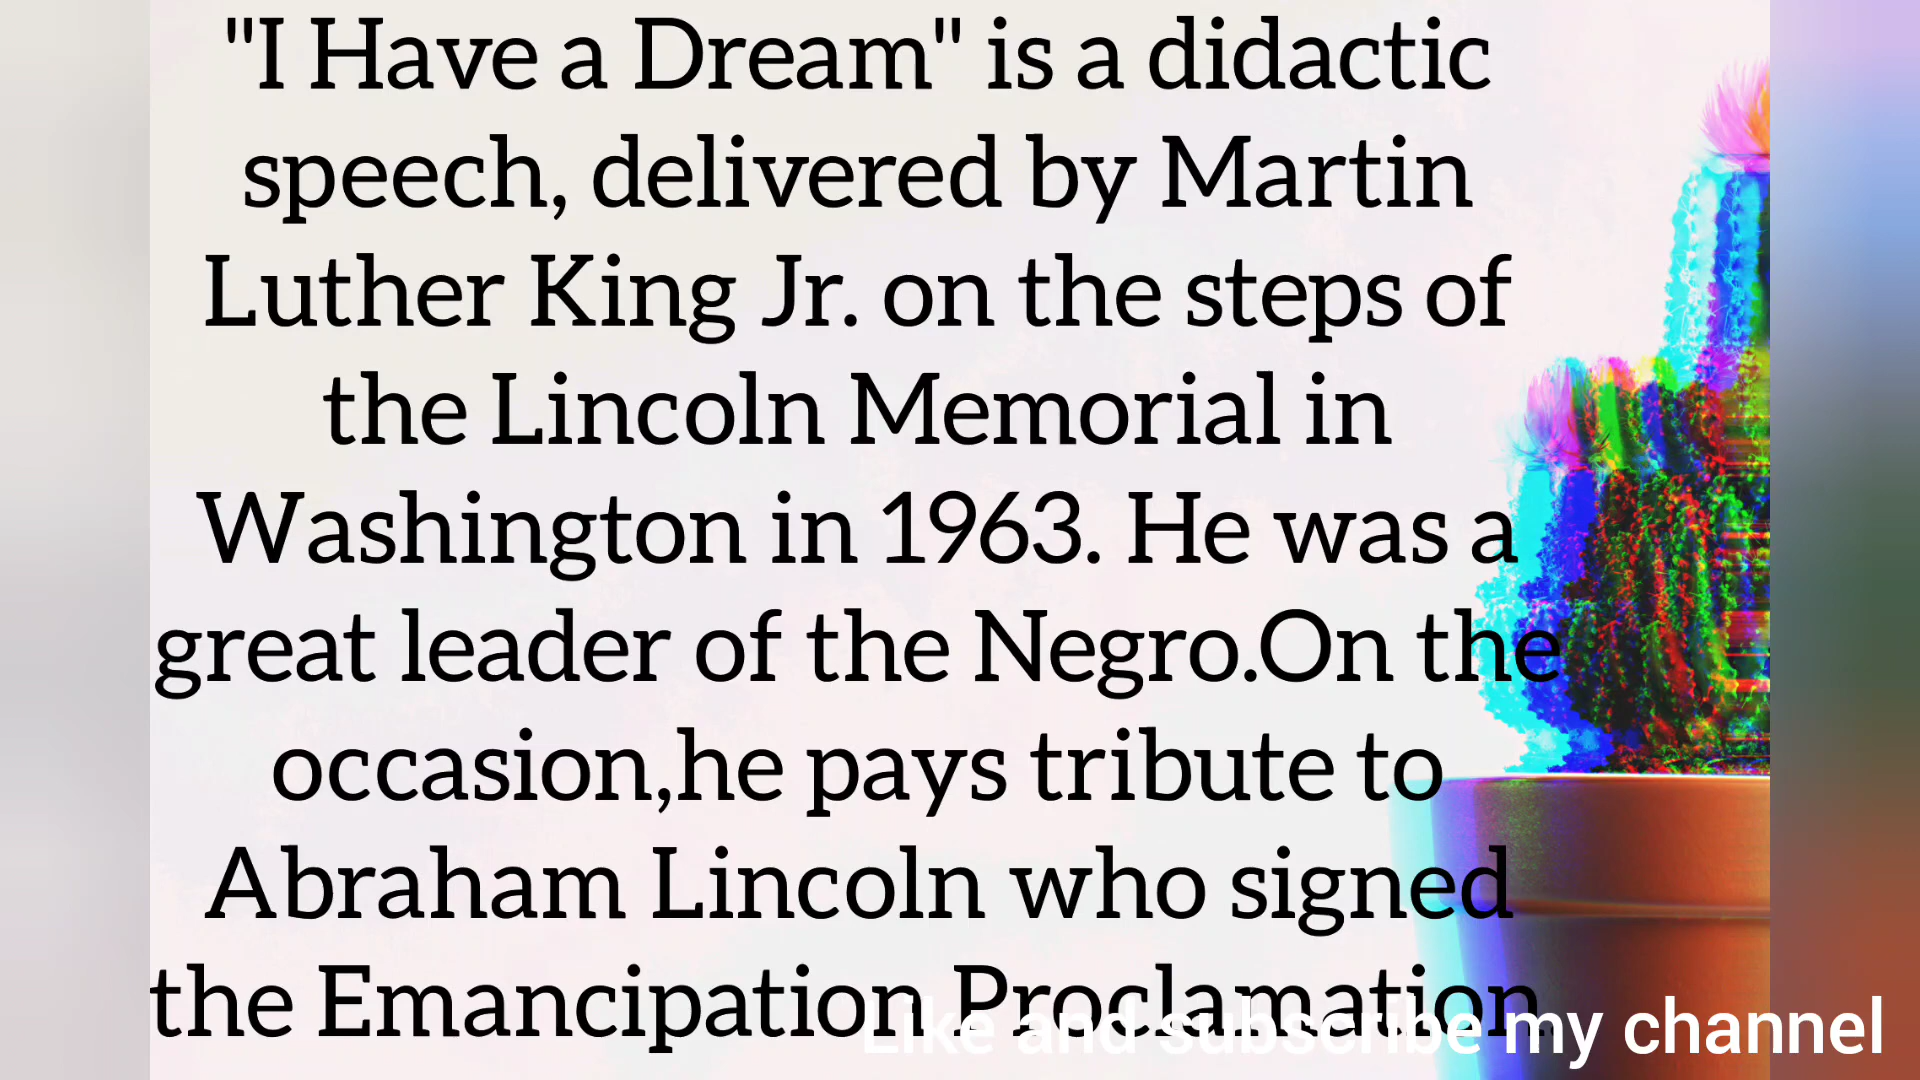 "I Have a Dream" is a didactic
speech, delivered by Martin
Luther King Jr. on the steps of
the Lincoln Memorial in
Washington in 1963. He was a
great leader of the Negro.On the
occasion,he pays tribute to
Abraham Lincoln who signed
the Emancipation Proclamation.
Like and subscribe my channel